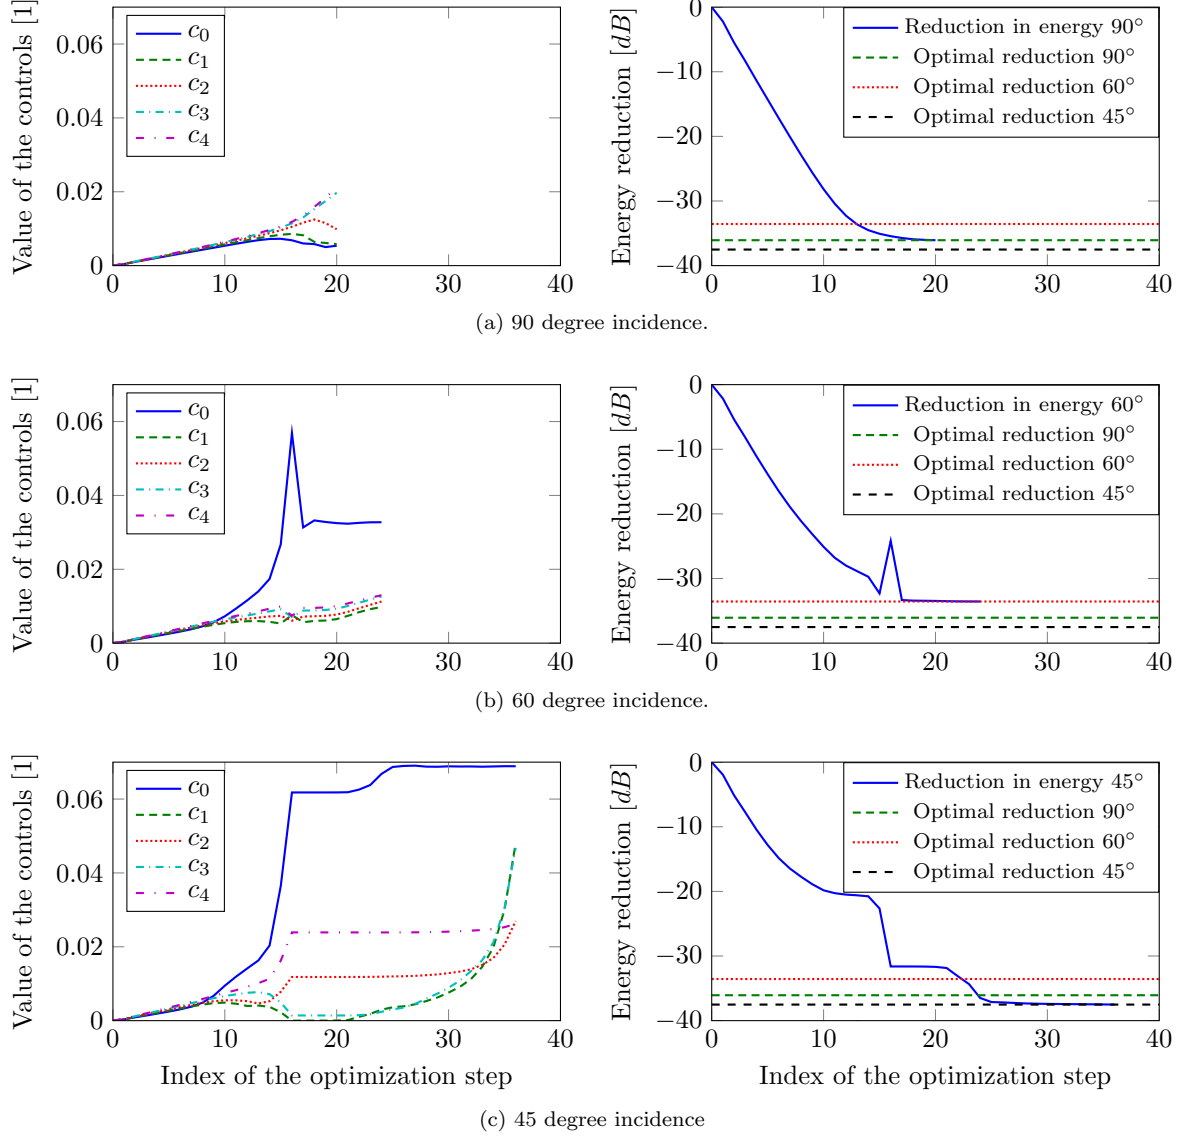 Value of the controls [1]
0.06
0.04
0.02
0
0 10 20 30 40
c0
c1
c2
c3
c4
Energy reduction [dB]
0
−10
−20
−30
−40
0 10 20 30 40
Reduction in energy 90°
Optimal reduction 90°
Optimal reduction 60°
Optimal reduction 45°
(a) 90 degree incidence.
Value of the controls [1]
0.06
0.04
0.02
0
0 10 20 30 40
c0
c1
c2
c3
c4
Energy reduction [dB]
0
−10
−20
−30
−40
0 10 20 30 40
Reduction in energy 60°
Optimal reduction 90°
Optimal reduction 60°
Optimal reduction 45°
(b) 60 degree incidence.
Value of the controls [1]
0.06
0.04
0.02
0
0 10 20 30 40
c0
c1
c2
c3
c4
Index of the optimization step
Energy reduction [dB]
0
−10
−20
−30
−40
0 10 20 30 40
Reduction in energy 45°
Optimal reduction 90°
Optimal reduction 60°
Optimal reduction 45°
Index of the optimization step
(c) 45 degree incidence